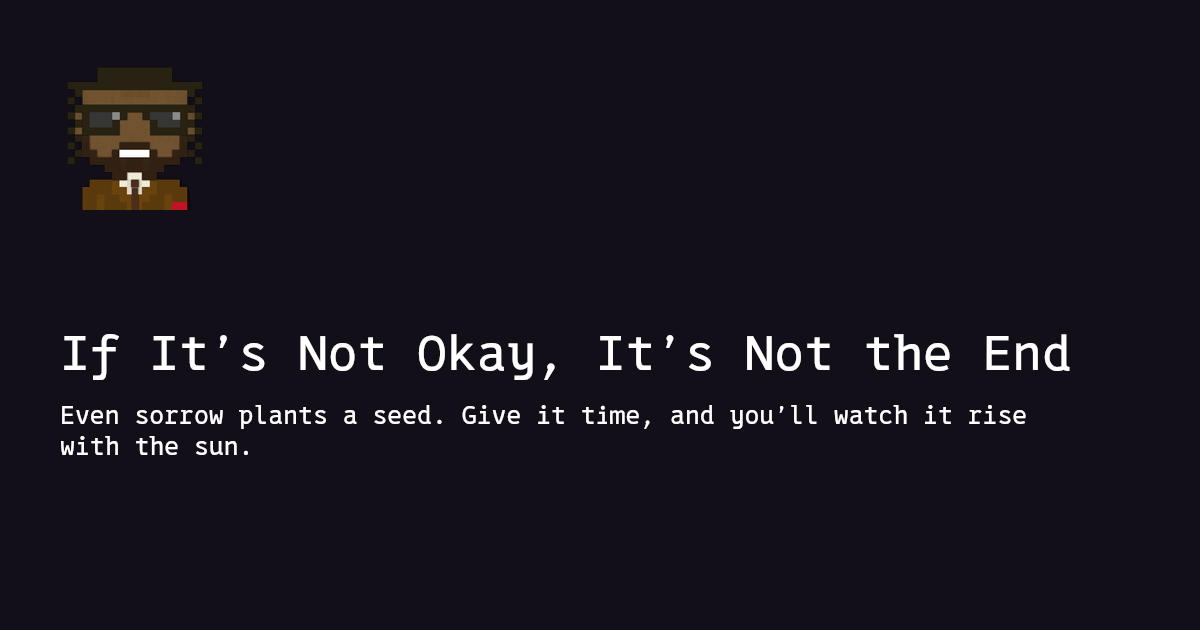 If It’s Not Okay, It’s Not the End
Even sorrow plants a seed. Give it time, and you’ll watch it rise
with the sun.